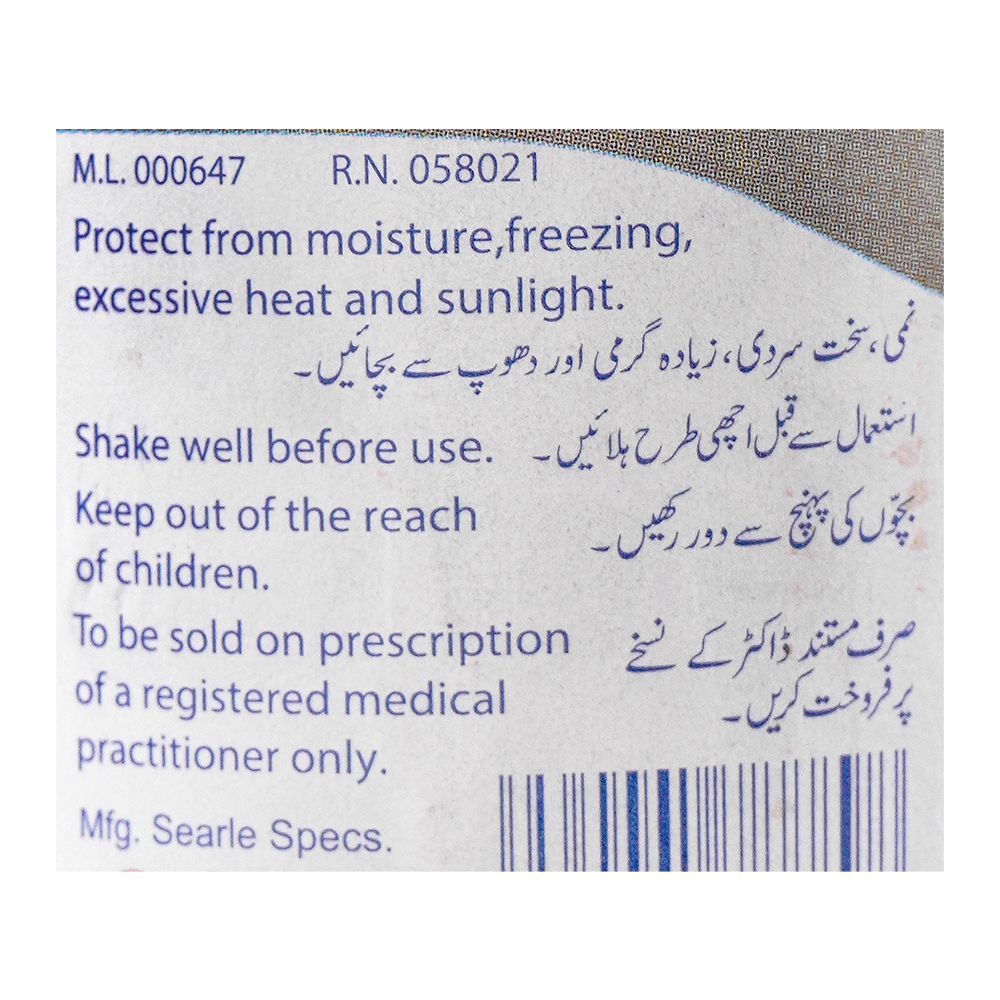 M.L. 000647 R.N. 058021
Protect from moisture,freezing,
excessive heat and sunlight.
نمی، سخت سردی، زیادہ گرمی اور دھوپ سے بچائیں۔
Shake well before use. استعمال سے قبل اچھی طرح ہلائیں۔
Keep out of the reach
of children.
بچّوں کی پہنچ سے دور رکھیں۔
To be sold on prescription
of a registered medical
practitioner only.
صرف مستند ڈاکٹر کے نسخے
پر فروخت کریں۔
Mfg. Searle Specs.